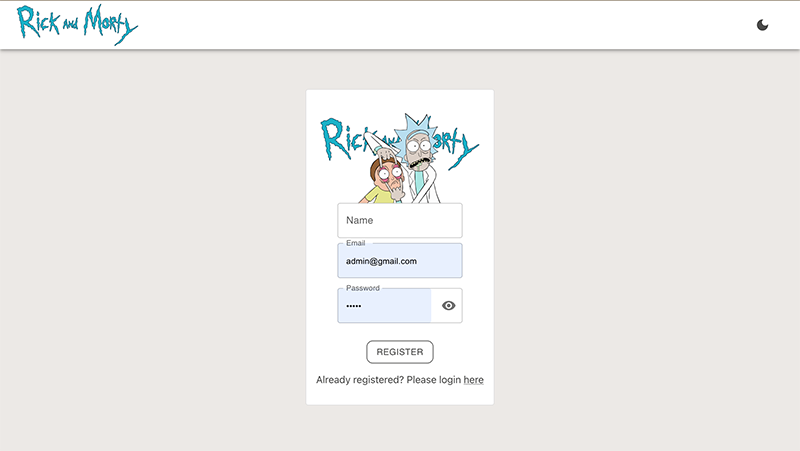 Rick and Morty
Rick and Morty
Name
Email
admin@gmail.com
Password
•••••
REGISTER
Already registered? Please login here